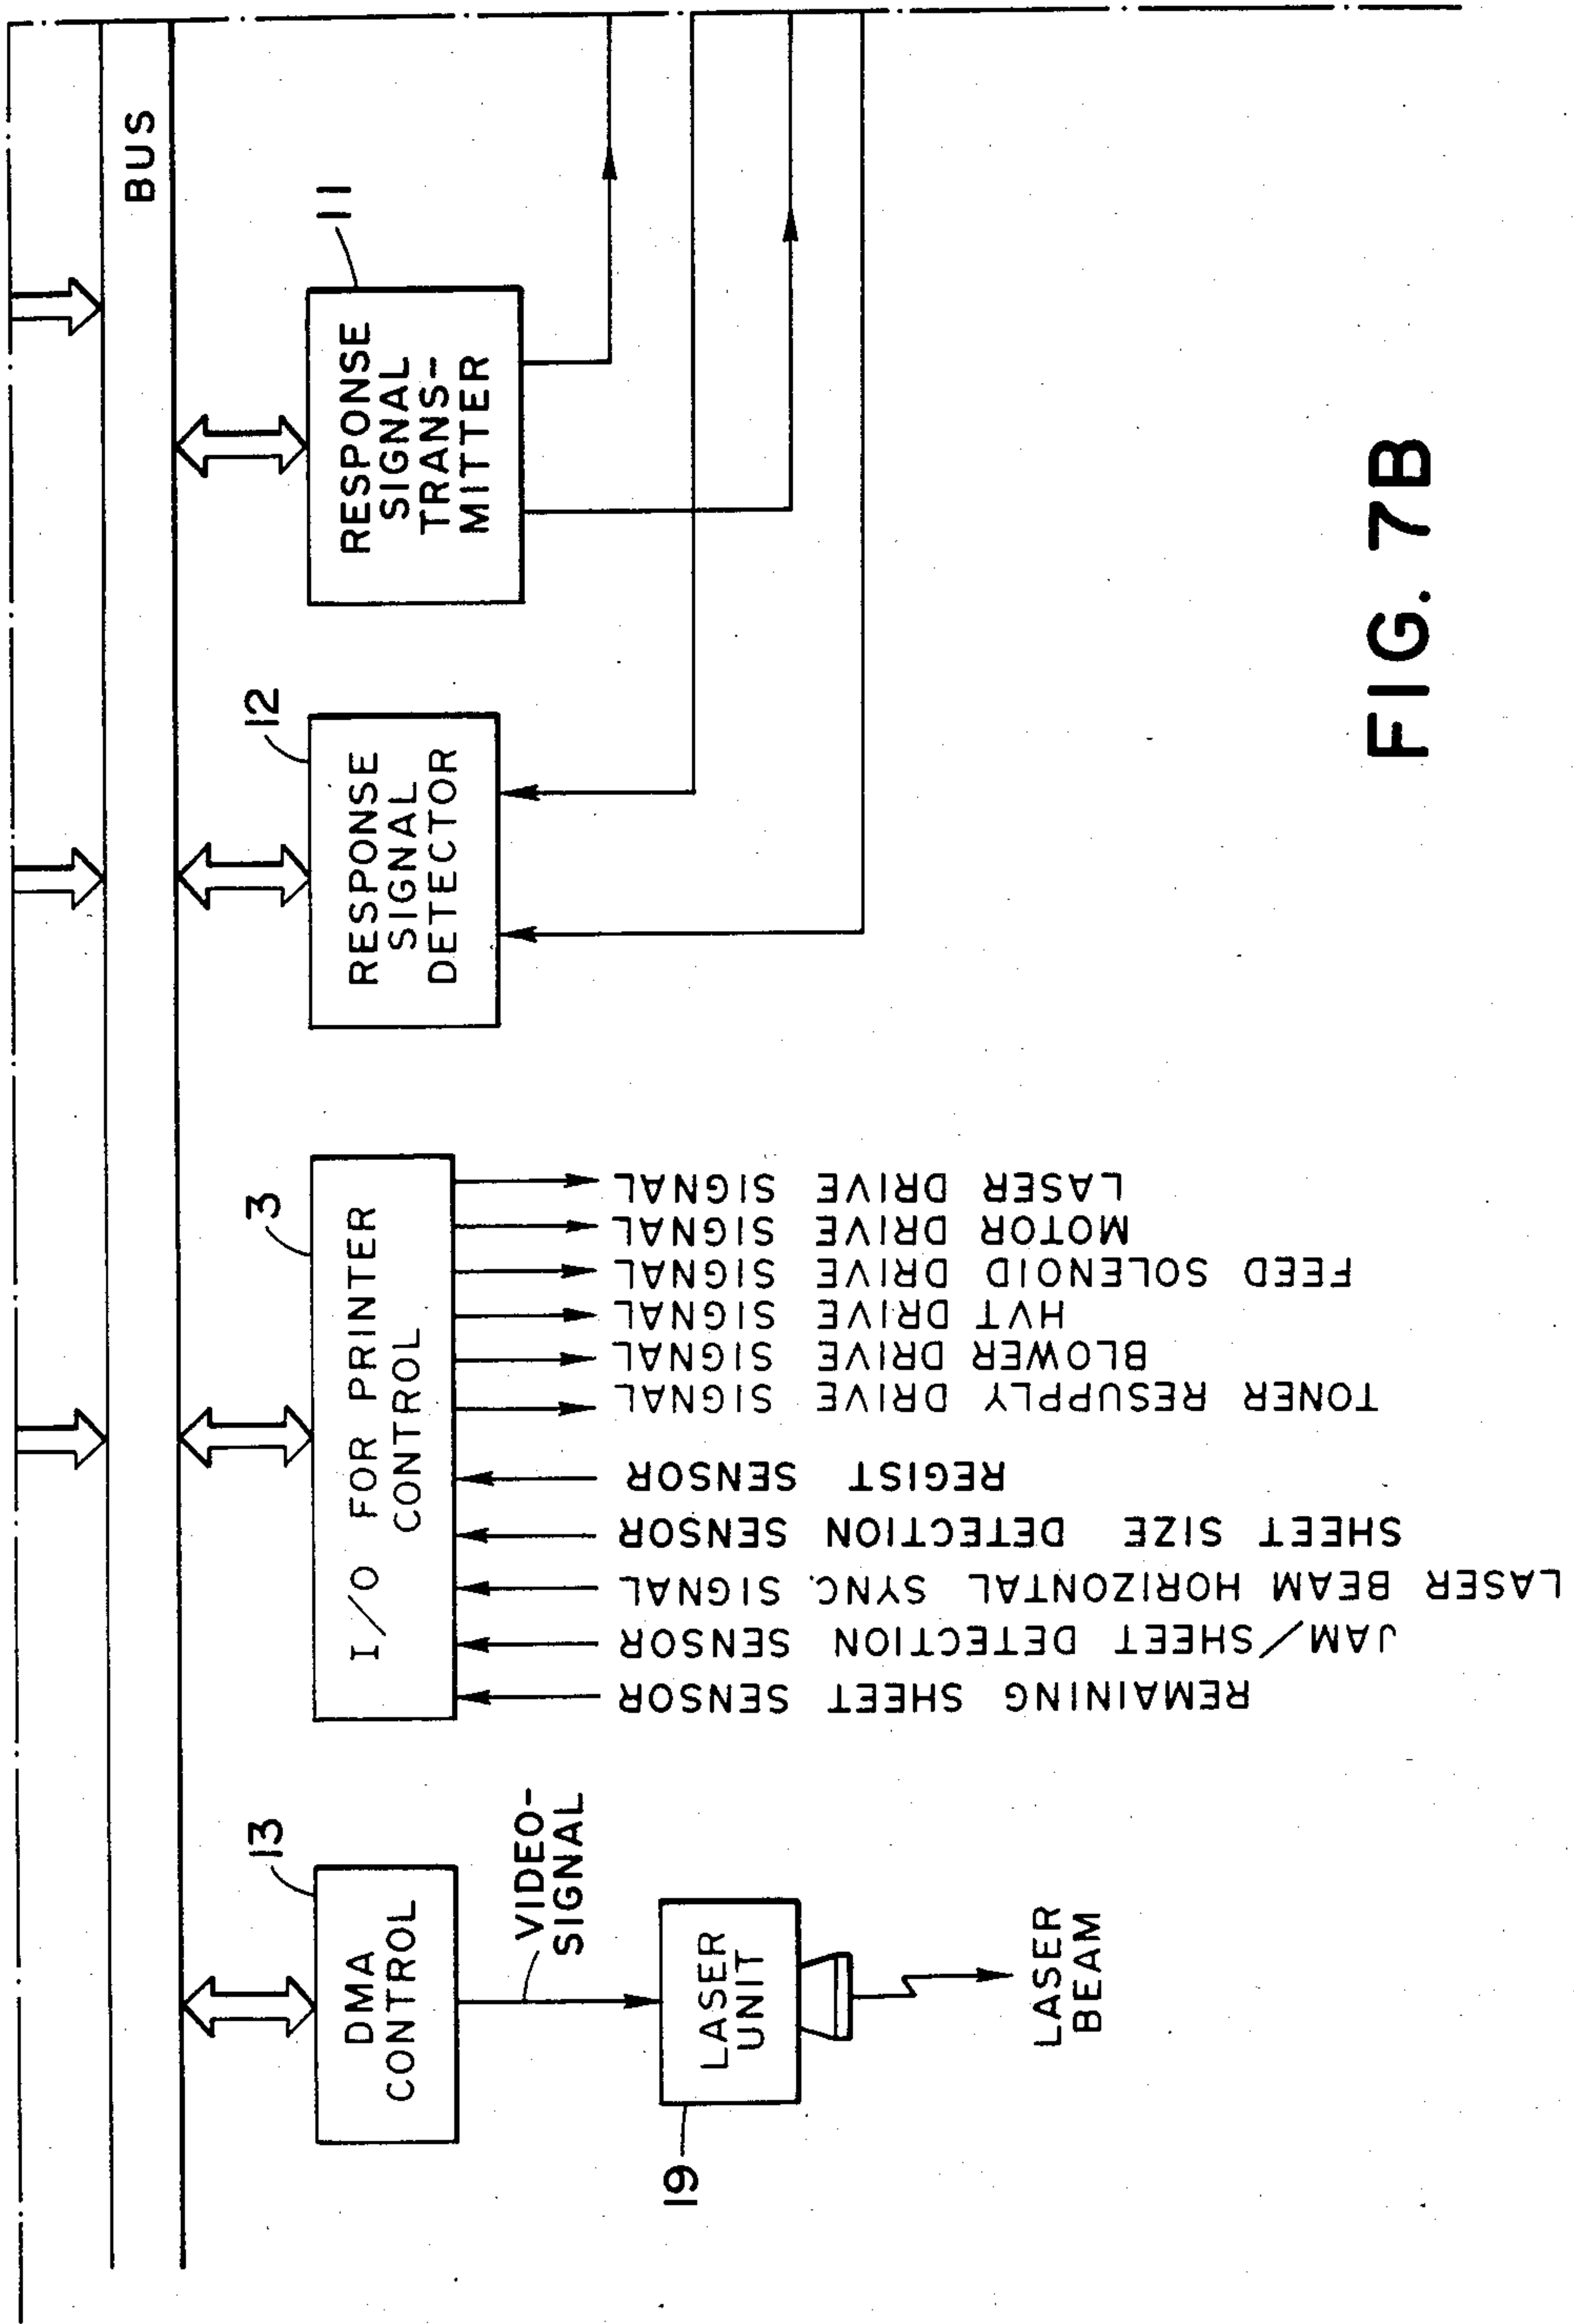 BUS
13
DMA
CONTROL
VIDEO-
SIGNAL
19
LASER
UNIT
LASER
BEAM
3
I/O FOR PRINTER
CONTROL
REMAINING SHEET SENSOR
JAM/SHEET DETECTION SENSOR
LASER BEAM HORIZONTAL SYNC. SIGNAL
SHEET SIZE DETECTION SENSOR
REGIST SENSOR
TONER RESUPPLY DRIVE SIGNAL
BLOWER DRIVE SIGNAL
HVT DRIVE SIGNAL
FEED SOLENOID DRIVE SIGNAL
MOTOR DRIVE SIGNAL
LASER DRIVE SIGNAL
12
RESPONSE
SIGNAL
DETECTOR
11
RESPONSE
SIGNAL
TRANS-
MITTER
FIG. 7B